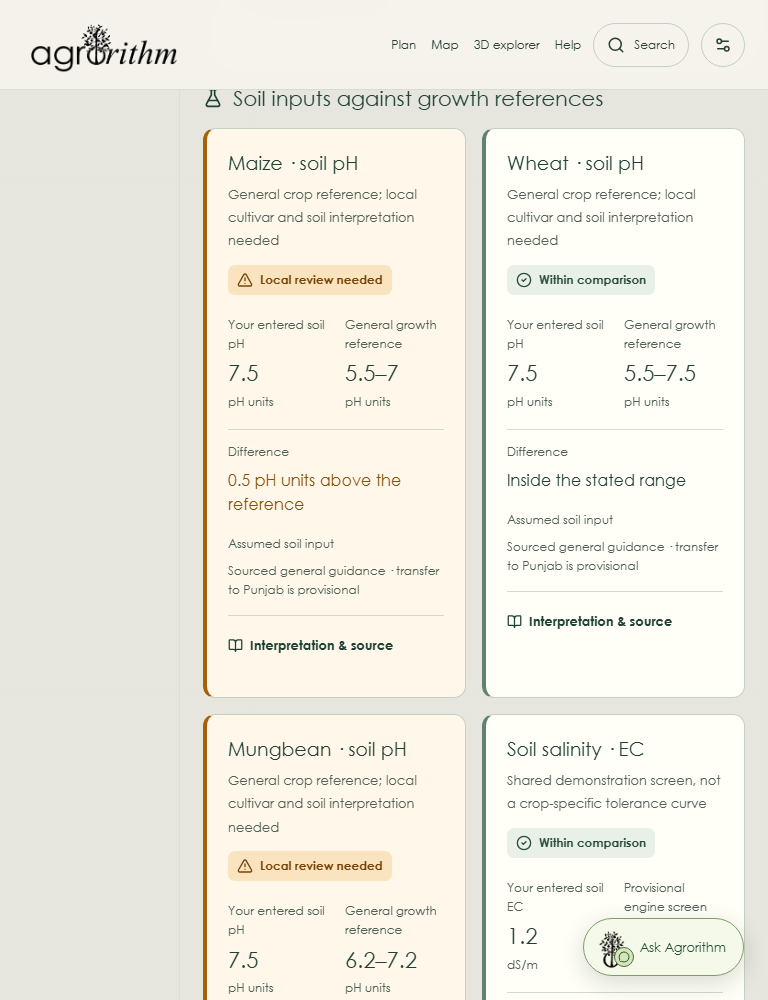 agrorithm
Plan
Map
3D explorer
Help
Search
Soil inputs against growth references
Maize · soil pH
General crop reference; local
cultivar and soil interpretation
needed
Local review needed
Your entered soil
pH
7.5
pH units
General growth
reference
5.5–7
pH units
Difference
0.5 pH units above the
reference
Assumed soil input
Sourced general guidance · transfer
to Punjab is provisional
Interpretation & source
Wheat · soil pH
General crop reference; local
cultivar and soil interpretation
needed
Within comparison
Your entered soil
pH
7.5
pH units
General growth
reference
5.5–7.5
pH units
Difference
Inside the stated range
Assumed soil input
Sourced general guidance · transfer
to Punjab is provisional
Interpretation & source
Mungbean · soil pH
General crop reference; local
cultivar and soil interpretation
needed
Local review needed
Your entered soil
pH
7.5
pH units
General growth
reference
6.2–7.2
pH units
Soil salinity · EC
Shared demonstration screen, not
a crop-specific tolerance curve
Within comparison
Your entered soil
EC
1.2
dS/m
Provisional
engine screen
Ask Agrorithm